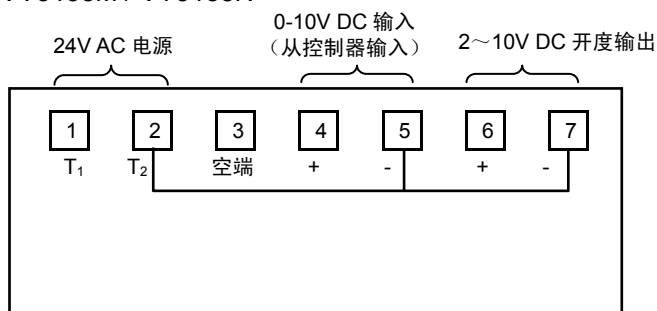 0-10V DC 输入
24V AC 电源
（从控制器输入）
2～10V DC 开度输出
1 2 3 4 5 6 7
T₁ T₂ 空端 + - + -